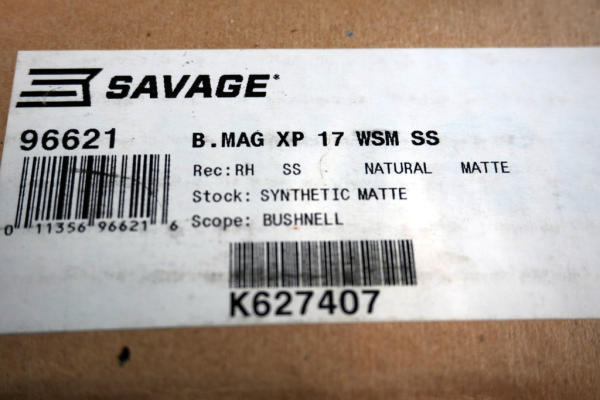 SAVAGE*
96621
B.MAG XP 17 WSM SS
Rec:RH SS NATURAL MATTE
Stock: SYNTHETIC MATTE
Scope: BUSHNELL
0 11356 96621 6
K627407